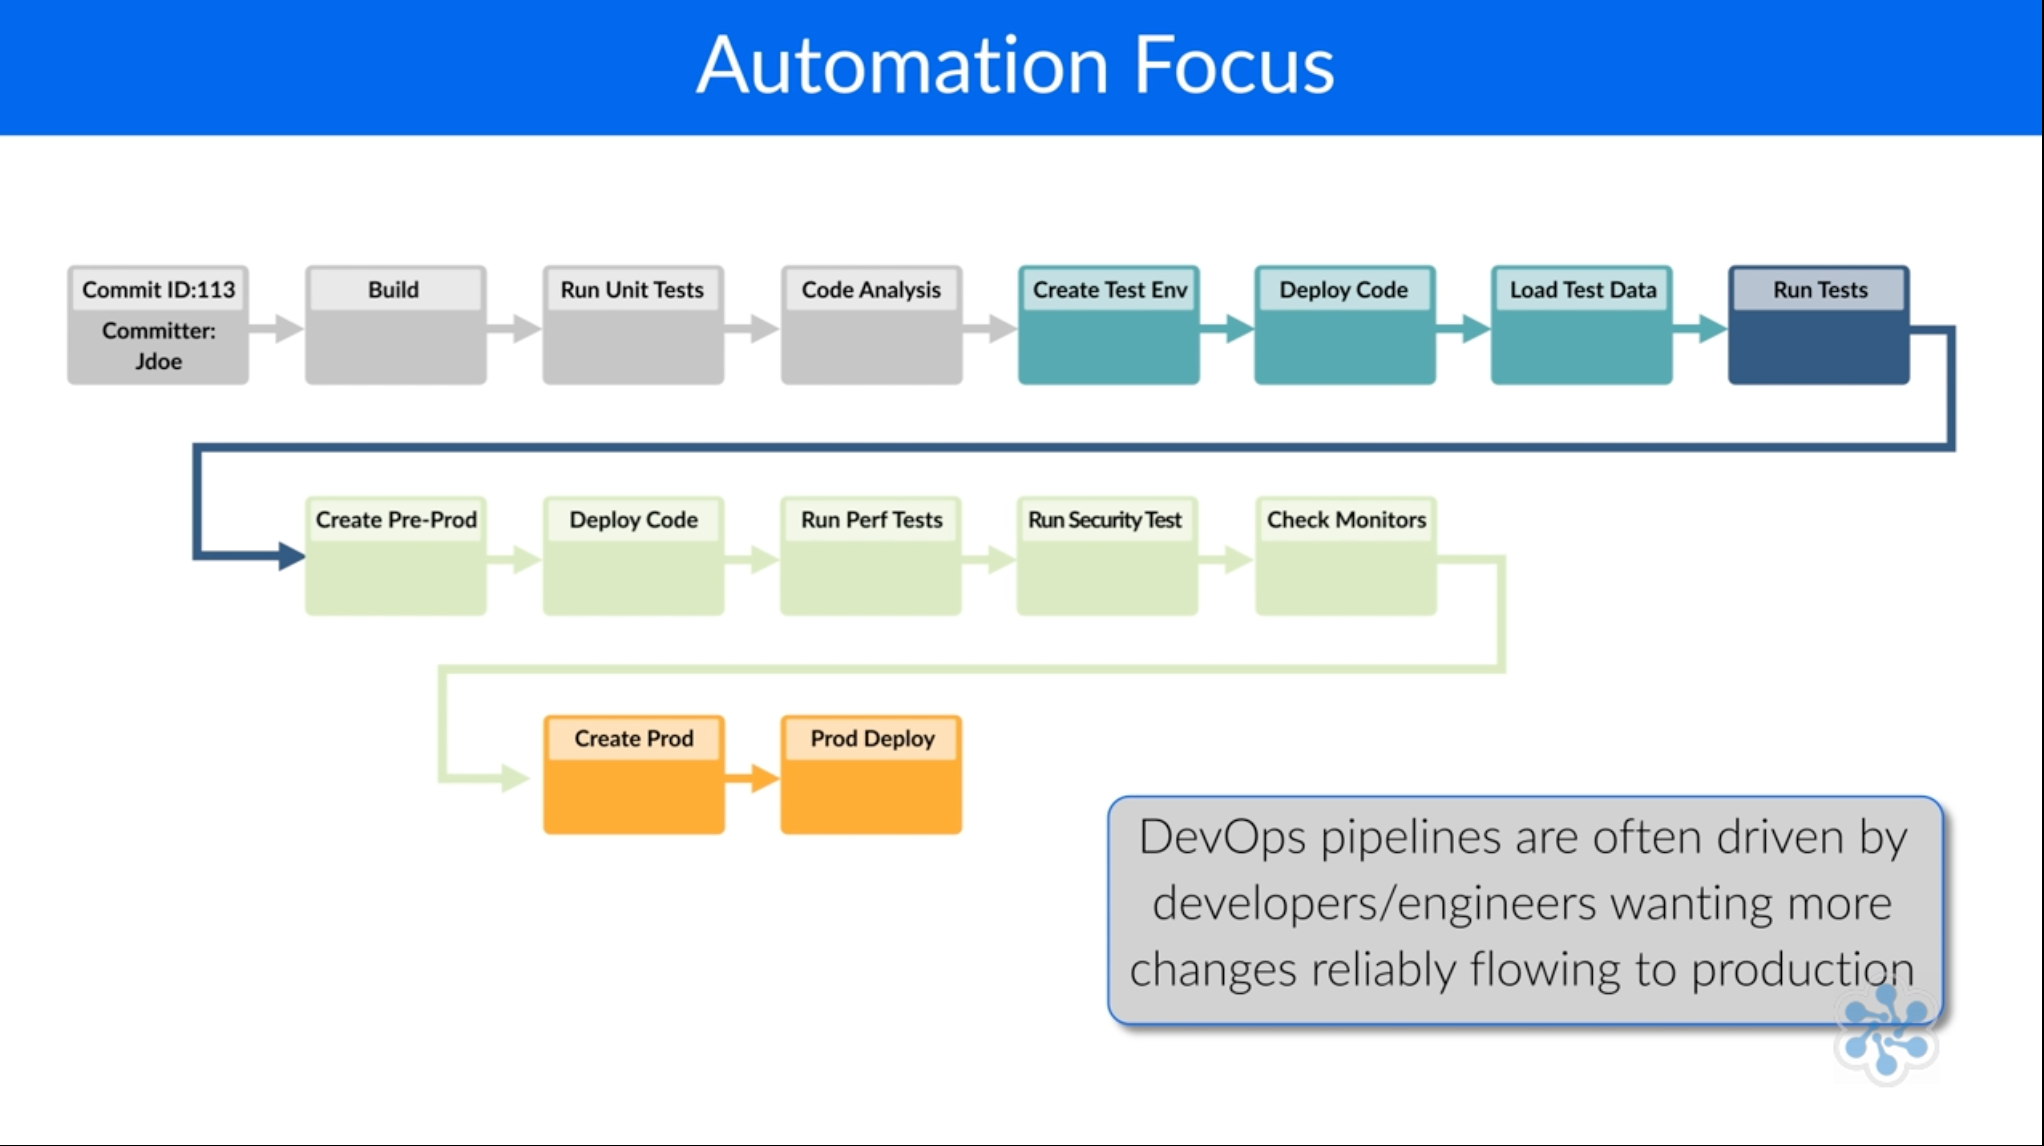 Automation Focus
Commit ID:113
Committer:
Jdoe
Build
Run Unit Tests
Code Analysis
Create Test Env
Deploy Code
Load Test Data
Run Tests
Create Pre-Prod
Deploy Code
Run Perf Tests
Run Security Test
Check Monitors
Create Prod
Prod Deploy
DevOps pipelines are often driven by
developers/engineers wanting more
changes reliably flowing to production